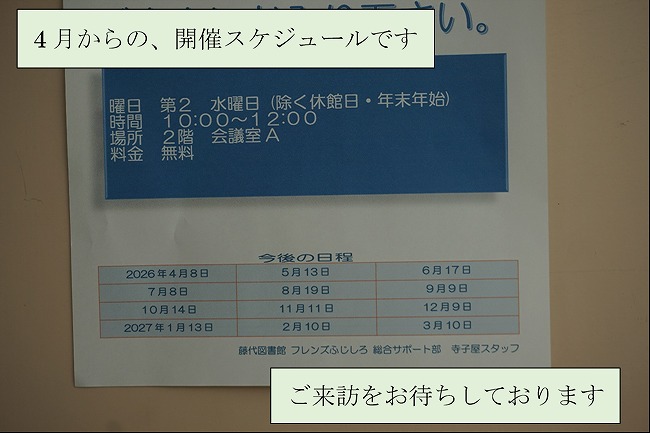 さい。
４月からの、開催スケジュールです
曜日　第２　水曜日（除く休館日・年末年始）
時間　１０:００～１２:００
場所　２階　会議室Ａ
料金　無料
今後の日程
2026年4月8日　5月13日　6月17日
7月8日　8月19日　9月9日
10月14日　11月11日　12月9日
2027年1月13日　2月10日　3月10日
藤代図書館 フレンズふじしろ 総合サポート部　寺子屋スタッフ
ご来訪をお待ちしております